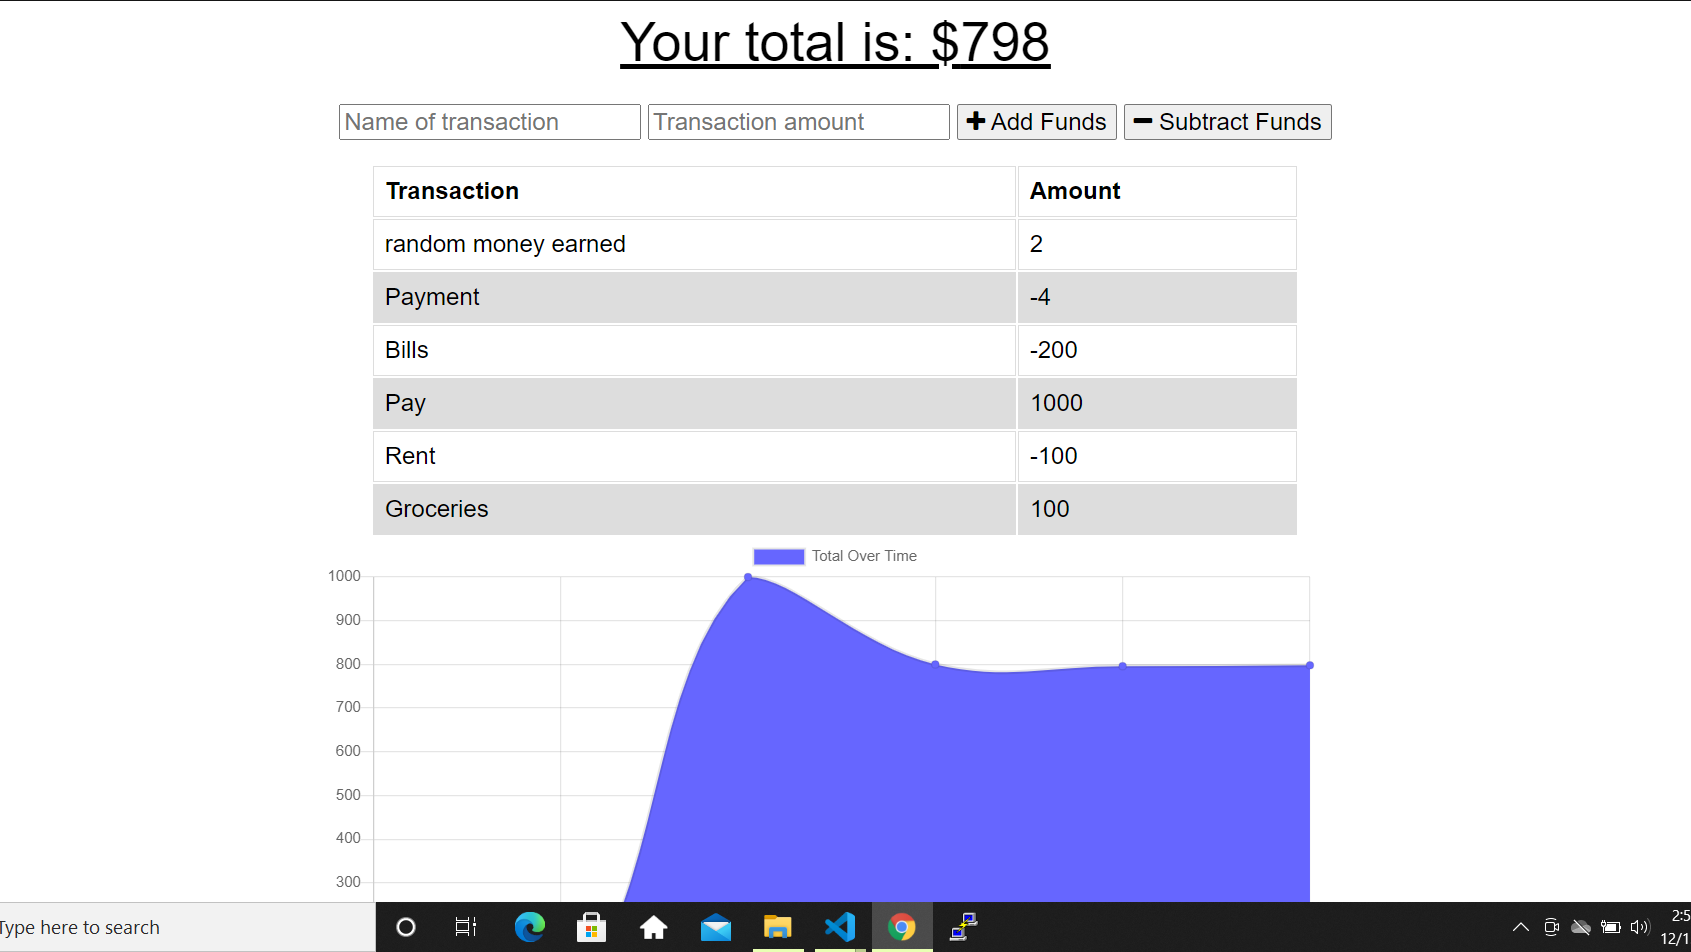 Your total is: $798
Name of transaction Transaction amount Add Funds Subtract Funds
Transaction Amount
random money earned 2
Payment -4
Bills -200
Pay 1000
Rent -100
Groceries 100
Total Over Time
1000
900
800
700
600
500
400
300
Type here to search
2:5
12/1